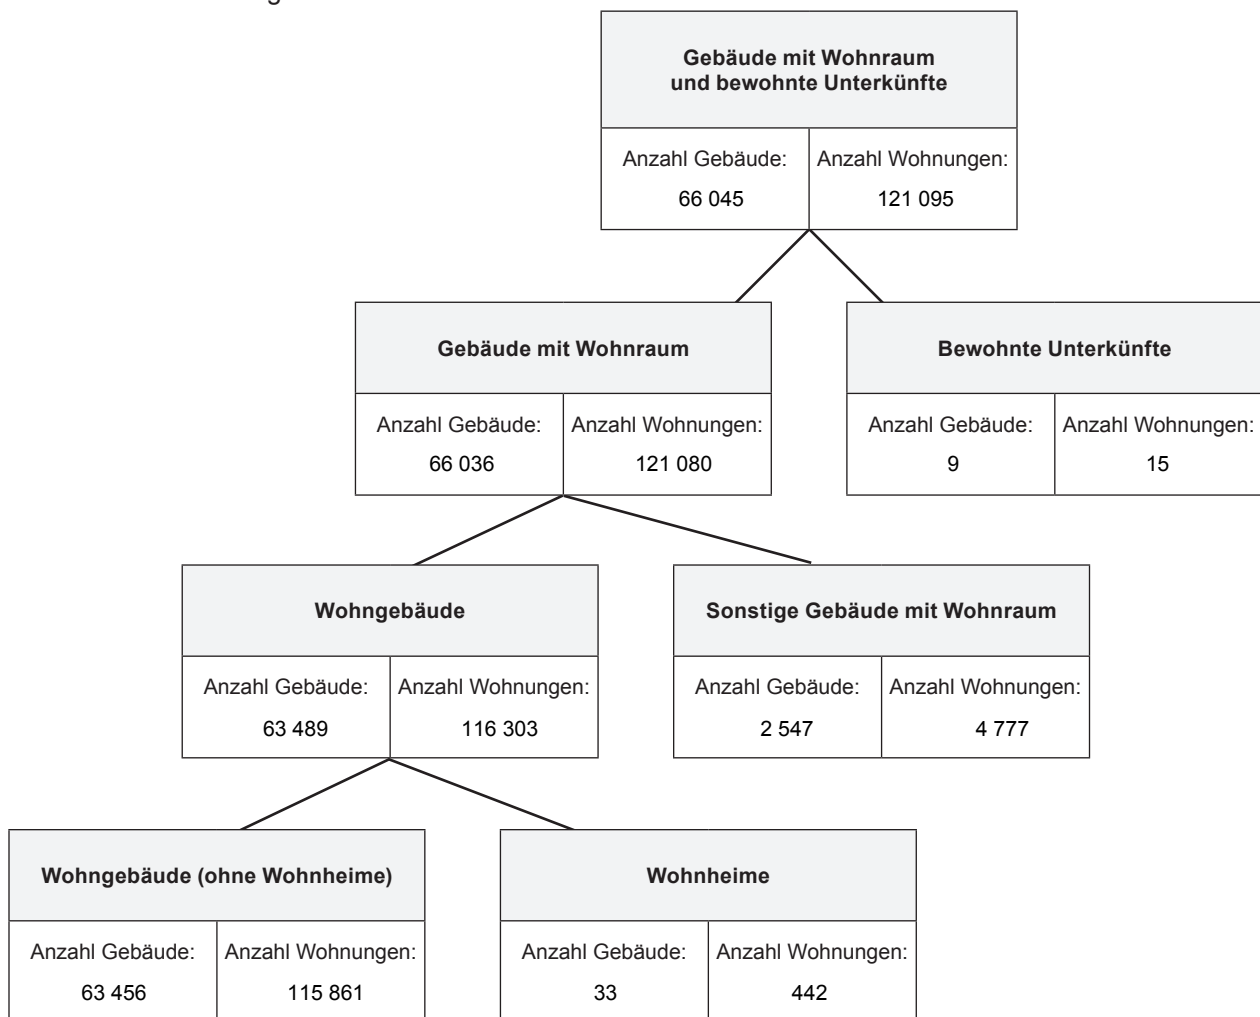 Gebäude mit Wohnraum
und bewohnte Unterkünfte
Anzahl Gebäude: Anzahl Wohnungen:
66 045 121 095
Gebäude mit Wohnraum
Anzahl Gebäude: Anzahl Wohnungen:
66 036 121 080
Bewohnte Unterkünfte
Anzahl Gebäude: Anzahl Wohnungen:
9 15
Wohngebäude
Anzahl Gebäude: Anzahl Wohnungen:
63 489 116 303
Sonstige Gebäude mit Wohnraum
Anzahl Gebäude: Anzahl Wohnungen:
2 547 4 777
Wohngebäude (ohne Wohnheime)
Anzahl Gebäude: Anzahl Wohnungen:
63 456 115 861
Wohnheime
Anzahl Gebäude: Anzahl Wohnungen:
33 442